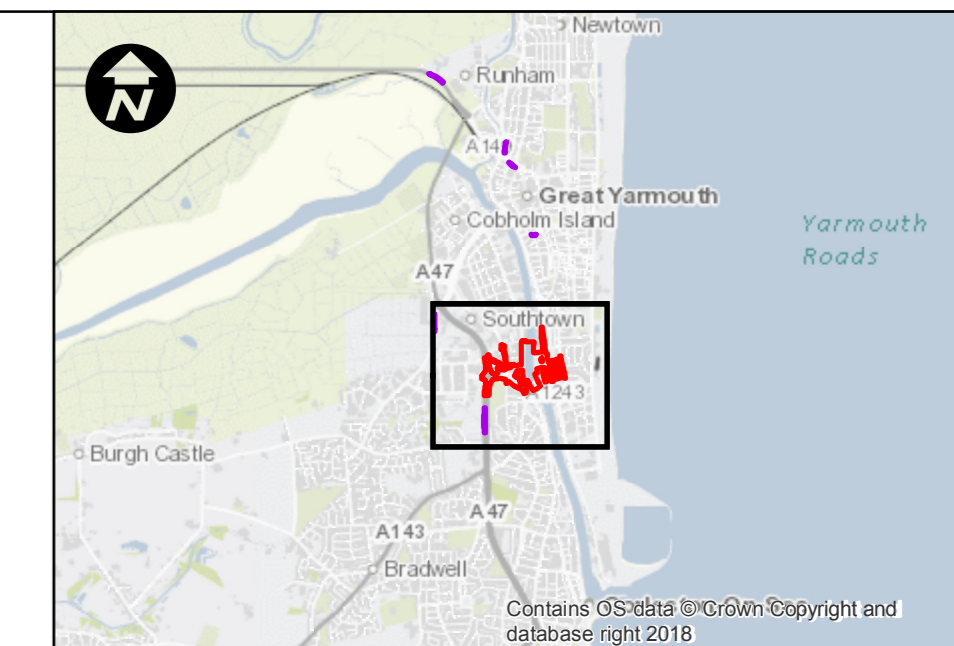 Newtown
Runham
N
A149
Great Yarmouth
Cobholm Island
Yarmouth
Roads
A47
Southtown
A1243
Burgh Castle
A47
A143
Bradwell
Contains OS data © Crown Copyright and
database right 2018